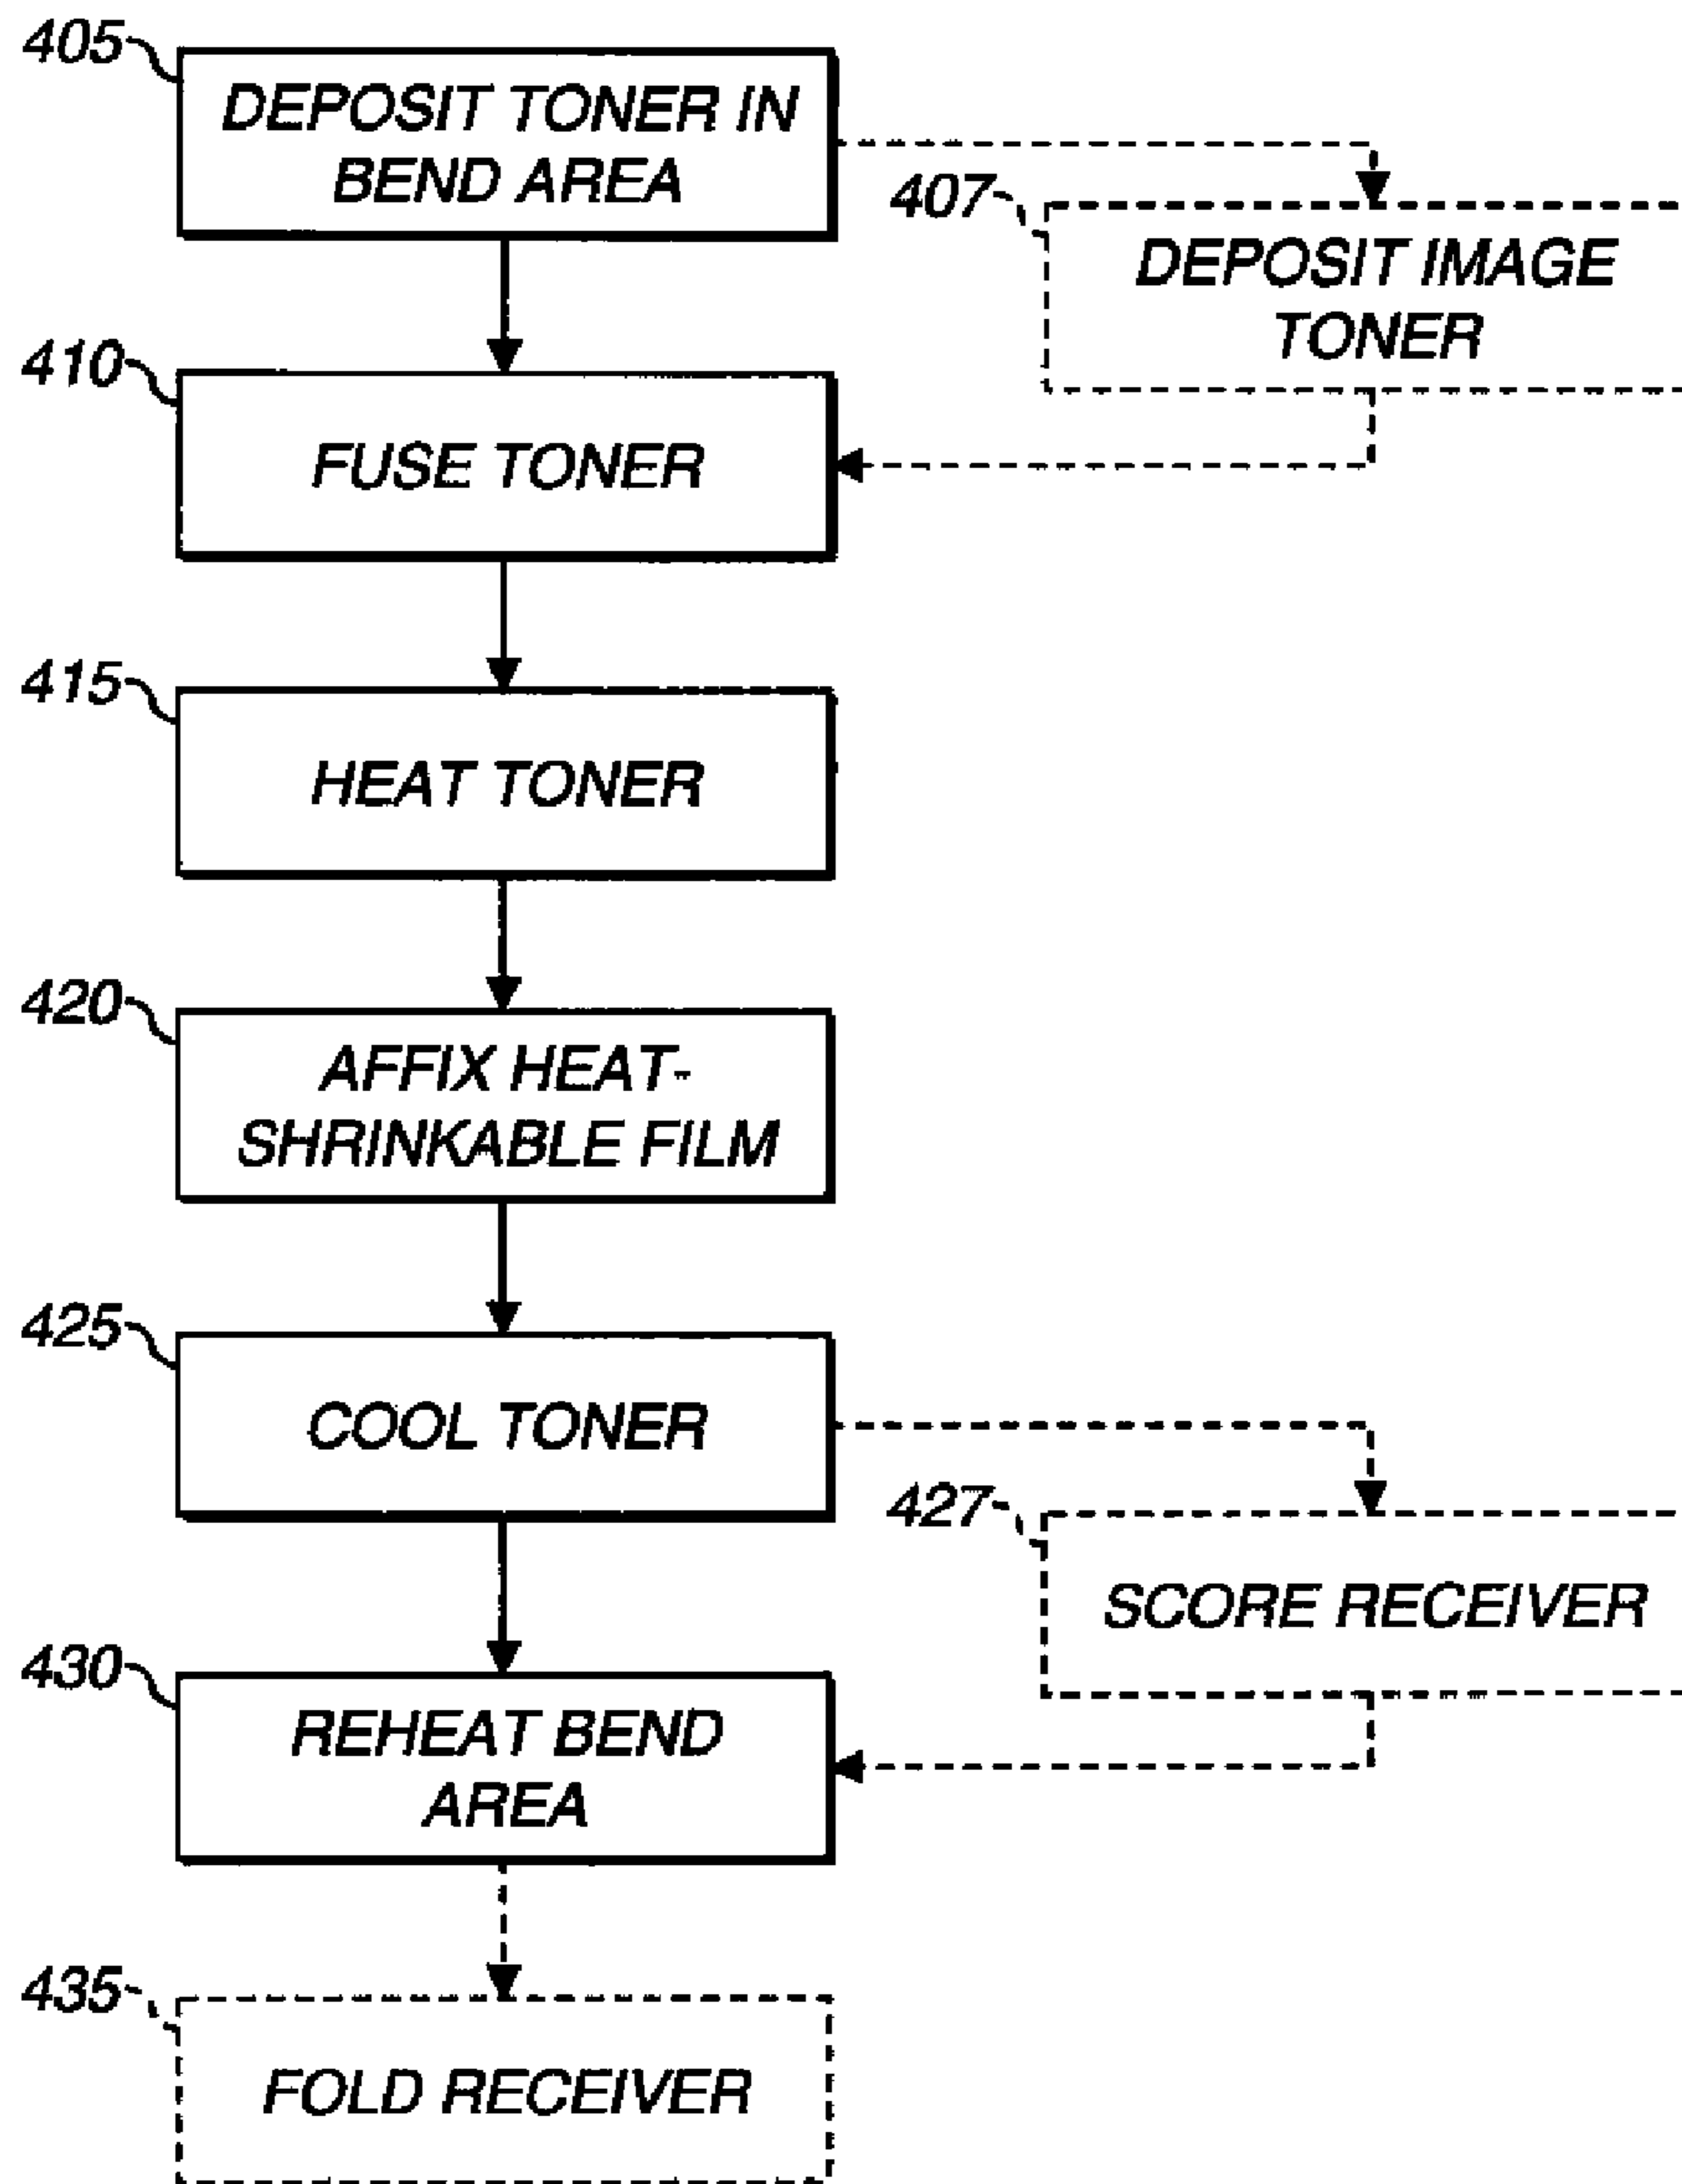 405
DEPOSIT TONER IN
BEND AREA
407
DEPOSIT IMAGE
TONER
410
FUSE TONER
415
HEAT TONER
420
AFFIX HEAT-
SHRINKABLE FILM
425
COOL TONER
427
SCORE RECEIVER
430
REHEAT BEND
AREA
435
FOLD RECEIVER